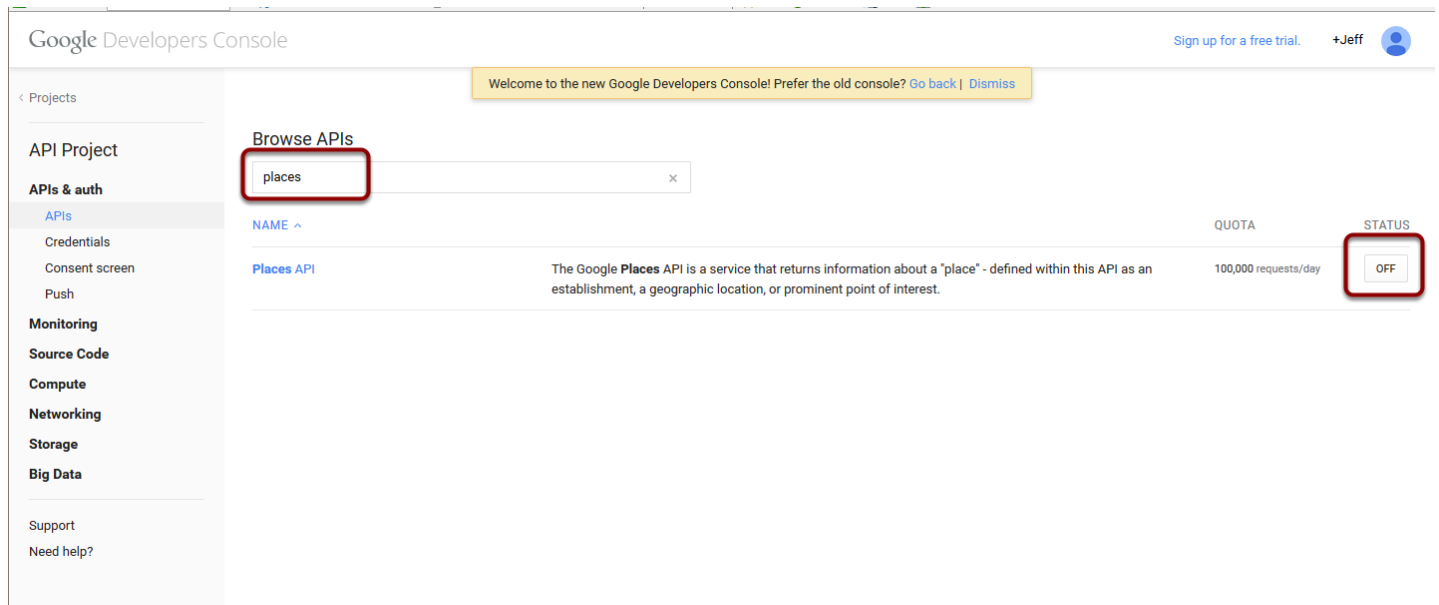 Google Developers Console
Sign up for a free trial.
+Jeff
Welcome to the new Google Developers Console! Prefer the old console? Go back | Dismiss
< Projects
API Project
APIs & auth
APIs
Credentials
Consent screen
Push
Monitoring
Source Code
Compute
Networking
Storage
Big Data
Support
Need help?
Browse APIs
places ×
NAME QUOTA STATUS
Places API
The Google Places API is a service that returns information about a "place" - defined within this API as an
establishment, a geographic location, or prominent point of interest.
100,000 requests/day
OFF